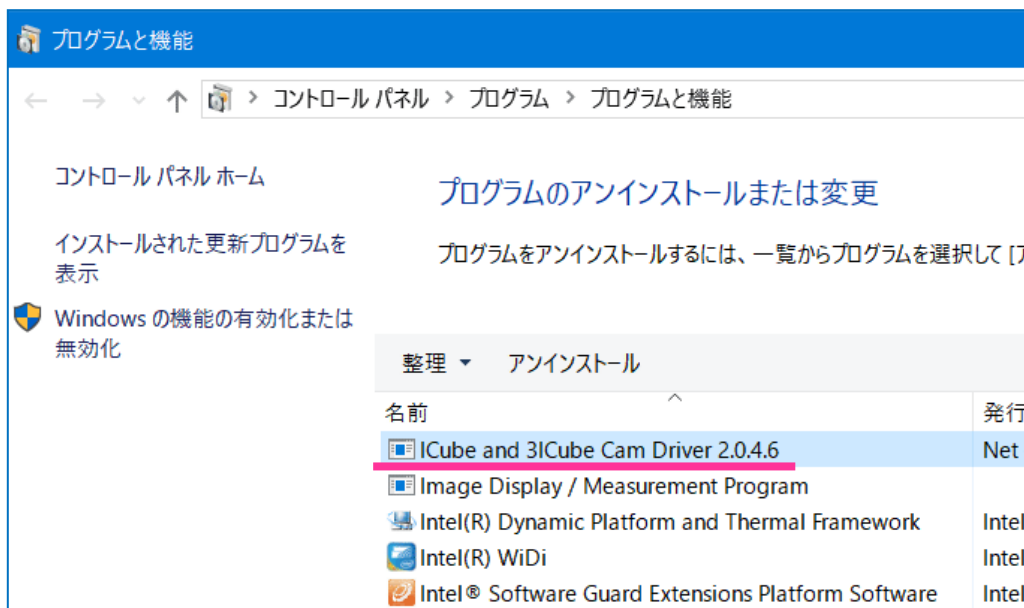 プログラムと機能
コントロール パネル > プログラム > プログラムと機能
コントロール パネル ホーム
インストールされた更新プログラムを
表示
Windows の機能の有効化または
無効化
プログラムのアンインストールまたは変更
プログラムをアンインストールするには、一覧からプログラムを選択して [
整理 アンインストール
名前 発行
ICube and 3ICube Cam Driver 2.0.4.6 Net
Image Display / Measurement Program
Intel(R) Dynamic Platform and Thermal Framework Intel
Intel(R) WiDi Intel
Intel® Software Guard Extensions Platform Software Intel